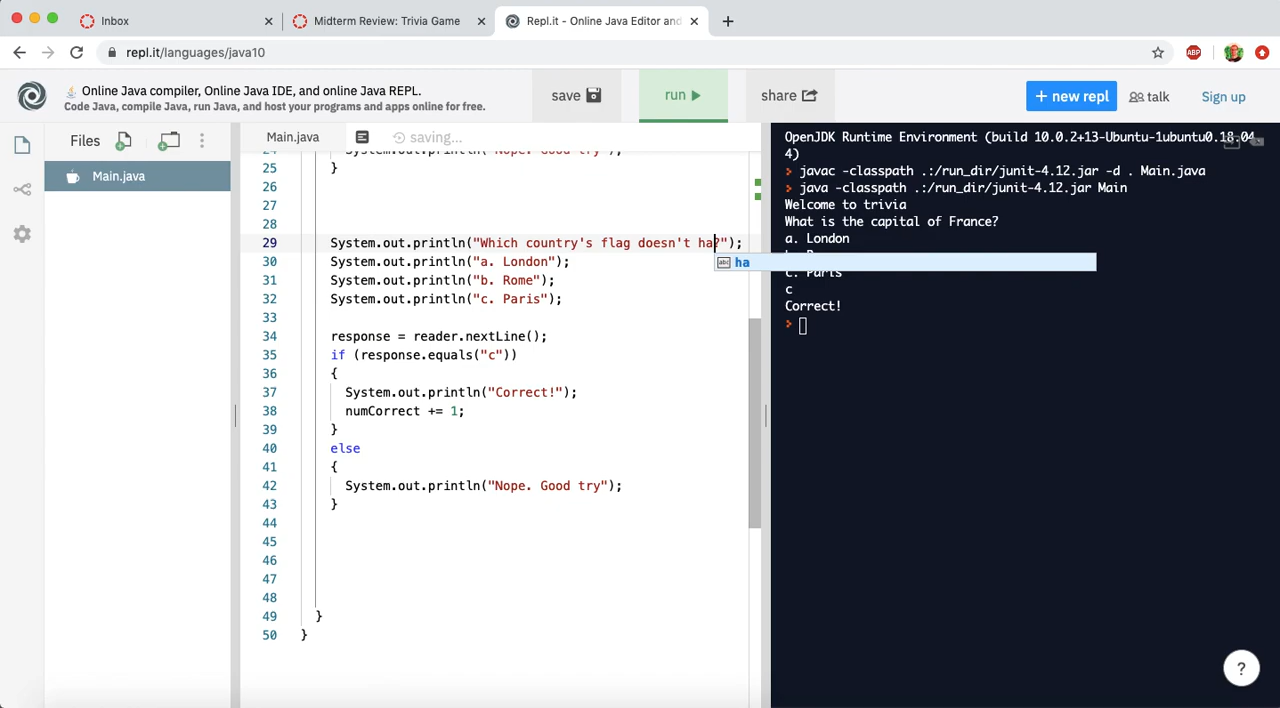 Inbox
Midterm Review: Trivia Game
Repl.it - Online Java Editor and
repl.it/languages/java10
ABP
Online Java compiler, Online Java IDE, and online Java REPL.
Code Java, compile Java, run Java, and host your programs and apps online for free.
save
run
share
+ new repl
talk
Sign up
Files
Main.java
Main.java
saving...
25 }
26
27
28
29 System.out.println("Which country's flag doesn't ha?");
30 System.out.println("a. London");
31 System.out.println("b. Rome");
32 System.out.println("c. Paris");
33
34 response = reader.nextLine();
35 if (response.equals("c"))
36 {
37 System.out.println("Correct!");
38 numCorrect += 1;
39 }
40 else
41 {
42 System.out.println("Nope. Good try");
43 }
44
45
46
47
48
49 }
50 }
abc ha
OpenJDK Runtime Environment (build 10.0.2+13-Ubuntu-1ubuntu0.18.04.
4)
javac -classpath .:/run_dir/junit-4.12.jar -d . Main.java
java -classpath .:/run_dir/junit-4.12.jar Main
Welcome to trivia
What is the capital of France?
a. London
c. Paris
c
Correct!
?